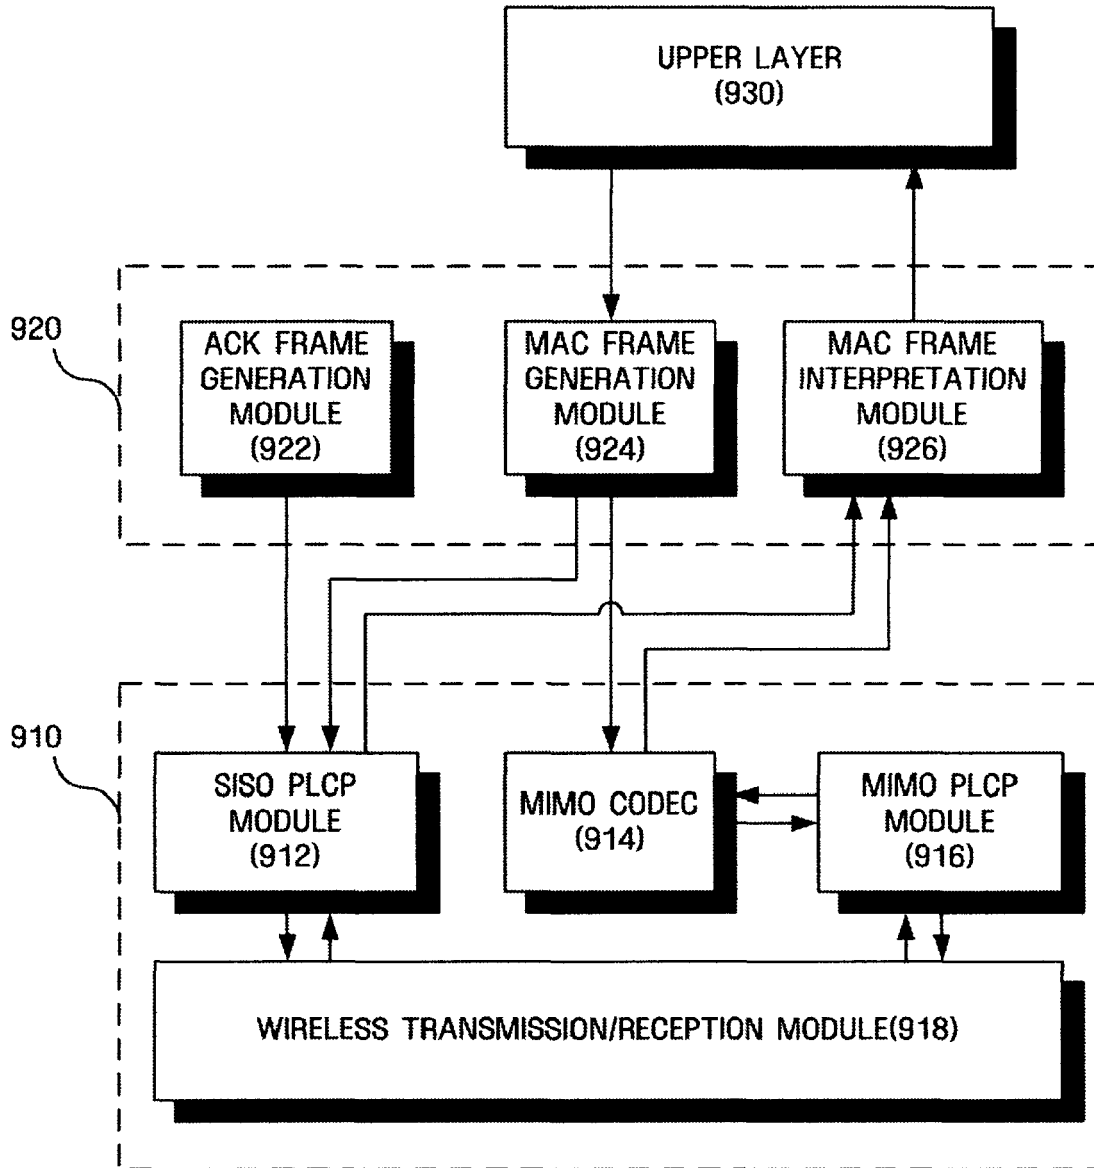 UPPER LAYER
(930)
920
ACK FRAME
GENERATION
MODULE
(922)
MAC FRAME
GENERATION
MODULE
(924)
MAC FRAME
INTERPRETATION
MODULE
(926)
910
SISO PLCP
MODULE
(912)
MIMO CODEC
(914)
MIMO PLCP
MODULE
(916)
WIRELESS TRANSMISSION/RECEPTION MODULE(918)